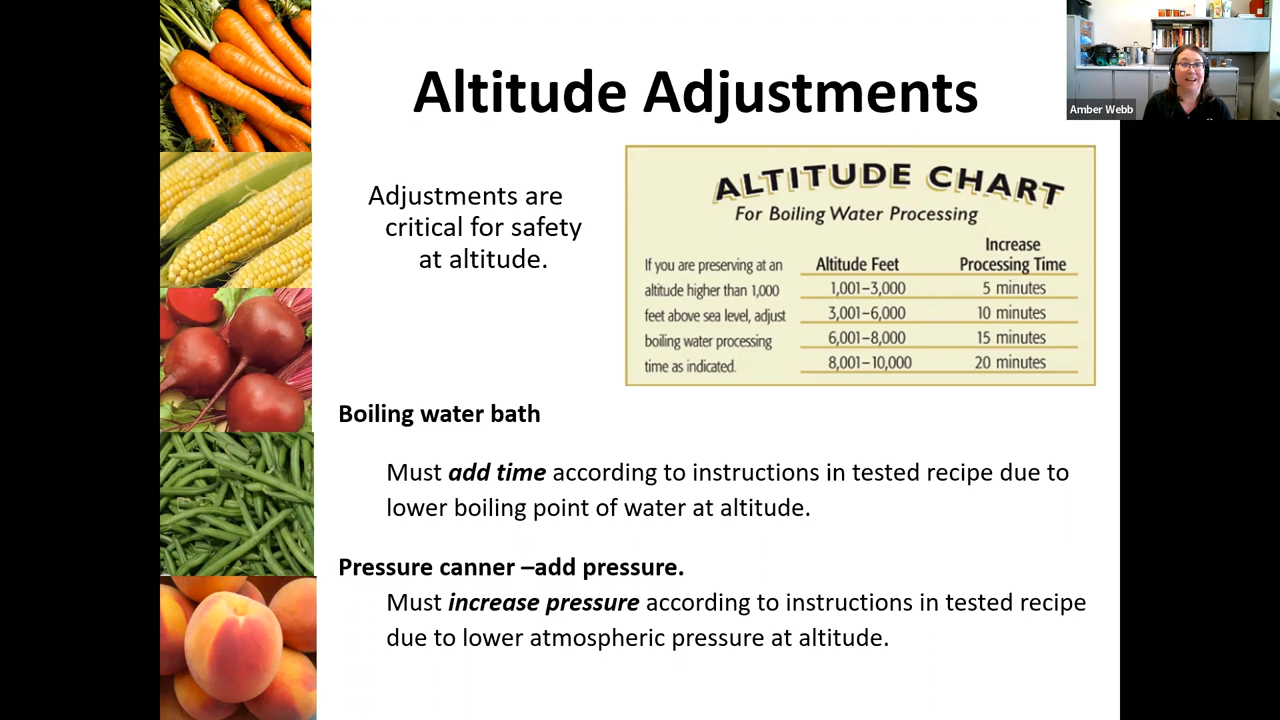 Altitude Adjustments
Amber Webb
Adjustments are
critical for safety
at altitude.
ALTITUDE CHART
For Boiling Water Processing
If you are preserving at an
altitude higher than 1,000
feet above sea level, adjust
boiling water processing
time as indicated.
Increase
Altitude Feet Processing Time
1,001–3,000 5 minutes
3,001–6,000 10 minutes
6,001–8,000 15 minutes
8,001–10,000 20 minutes
Boiling water bath
Must add time according to instructions in tested recipe due to
lower boiling point of water at altitude.
Pressure canner –add pressure.
Must increase pressure according to instructions in tested recipe
due to lower atmospheric pressure at altitude.